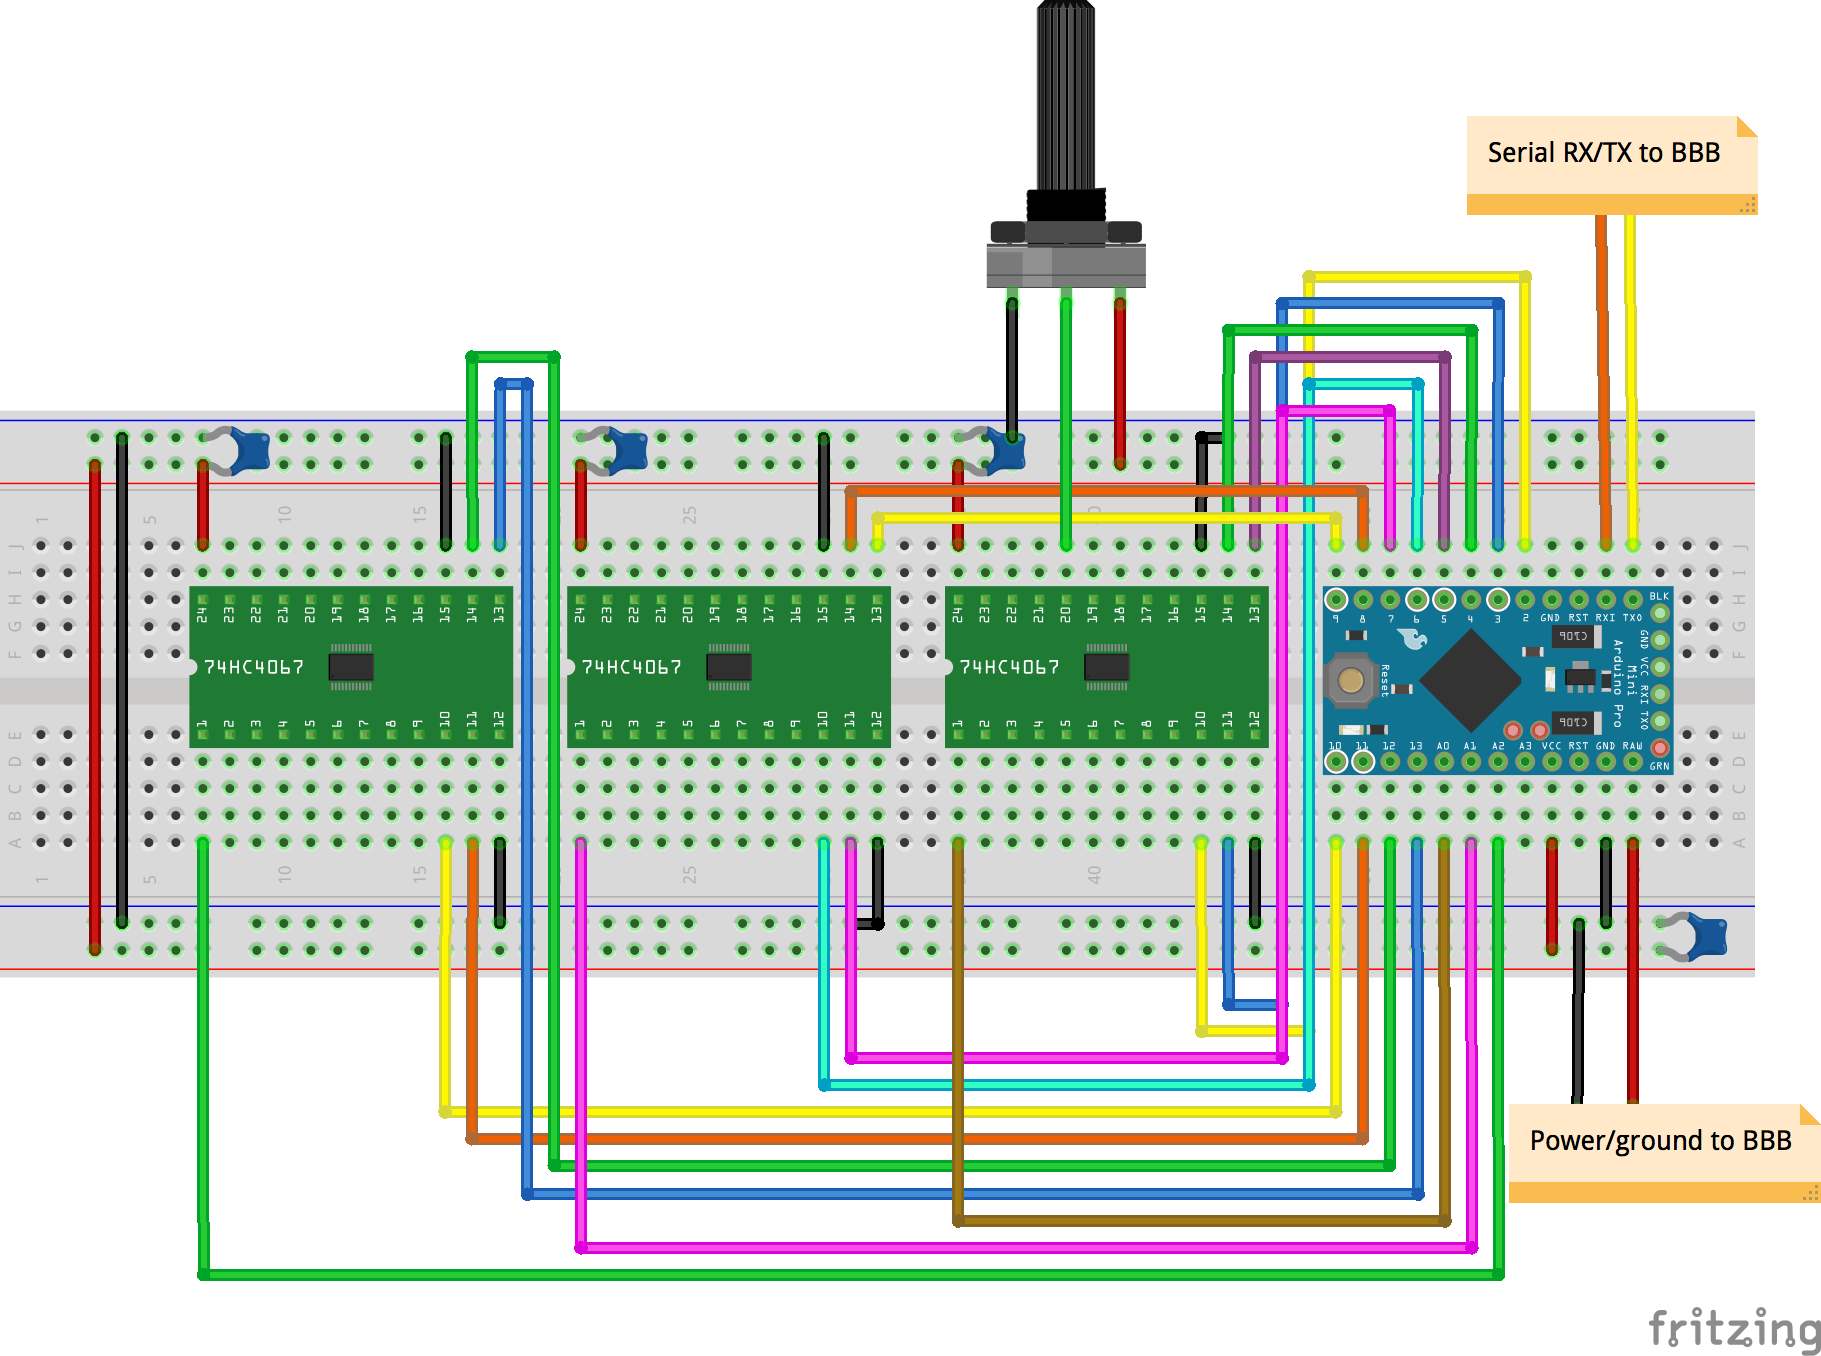 Serial RX/TX to BBB
1 5 10 15 25
J J
I I
H H
G G
F F
24 23 22 21 20 19 18 17 16 15 14 13
74HC4067
1 2 3 4 5 6 7 8 9 10 11 12
24 23 22 21 20 19 18 17 16 15 14 13
74HC4067
1 2 3 4 5 6 7 8 9 10 11 12
24 23 22 21 20 19 18 17 16 15 14 13
74HC4067
1 2 3 4 5 6 7 8 9 10 11 12
BLK
9 8 7 6 5 4 3 2 GND RST RXI TXO
GND VCC RXI TXO
Reset
Arduino Pro
Mini
10 11 12 13 A0 A1 A2 A3 VCC RST GND RAW
GRN
E E
D D
C C
B B
A A
1 5 10 15 25 40
Power/ground to BBB
fritzing